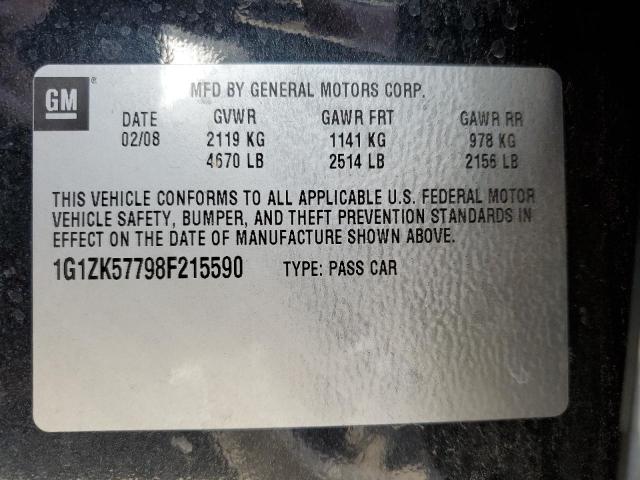 GM ®
MFD BY GENERAL MOTORS CORP.
DATE GVWR GAWR FRT GAWR RR
02/08 2119 KG 1141 KG 978 KG
4670 LB 2514 LB 2156 LB
THIS VEHICLE CONFORMS TO ALL APPLICABLE U.S. FEDERAL MOTOR
VEHICLE SAFETY, BUMPER, AND THEFT PREVENTION STANDARDS IN
EFFECT ON THE DATE OF MANUFACTURE SHOWN ABOVE.
1G1ZK57798F215590 TYPE: PASS CAR